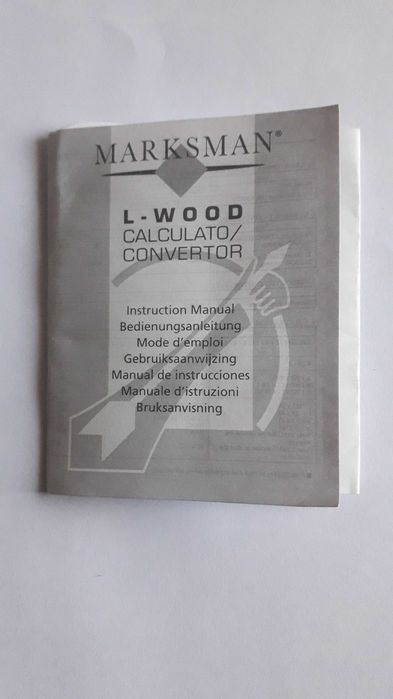 MARKSMAN®
L-WOOD
CALCULATO/
CONVERTOR
Instruction Manual
Bedienungsanleitung
Mode d'emploi
Gebruiksaanwijzing
Manual de instrucciones
Manuale d'istruzioni
Bruksanvisning